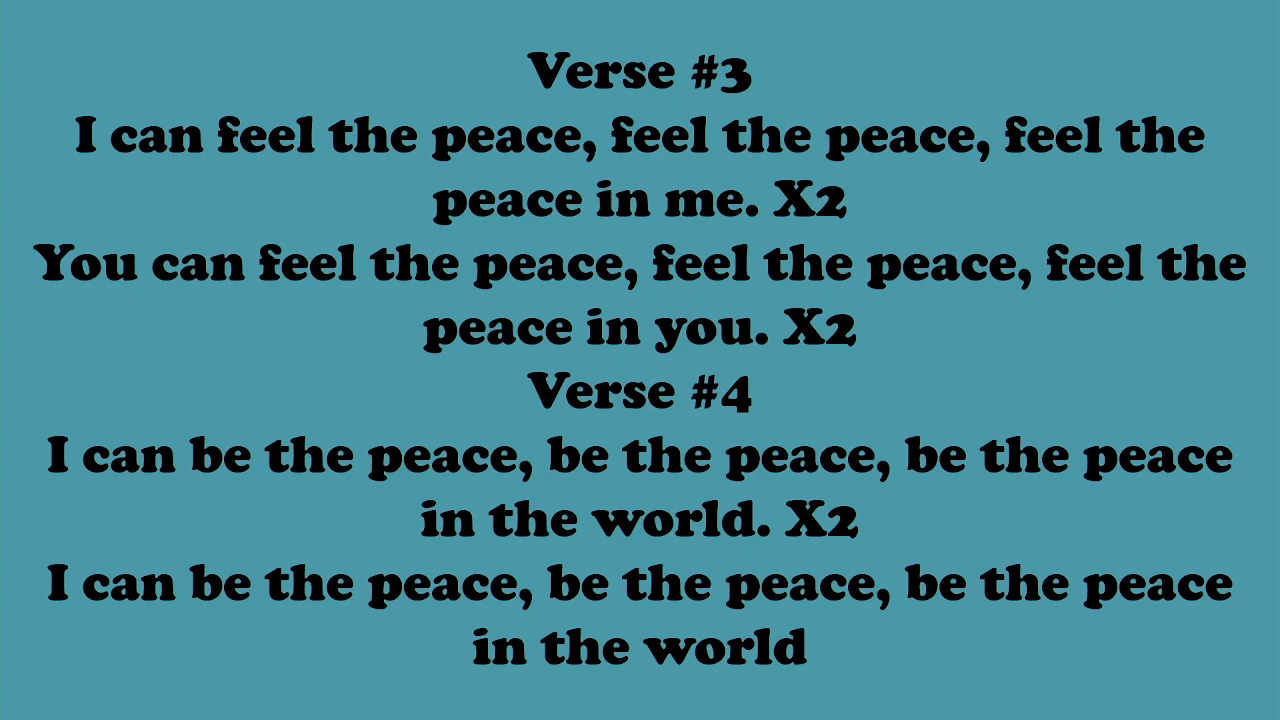 Verse #3
I can feel the peace, feel the peace, feel the
peace in me. X2
You can feel the peace, feel the peace, feel the
peace in you. X2
Verse #4
I can be the peace, be the peace, be the peace
in the world. X2
I can be the peace, be the peace, be the peace
in the world